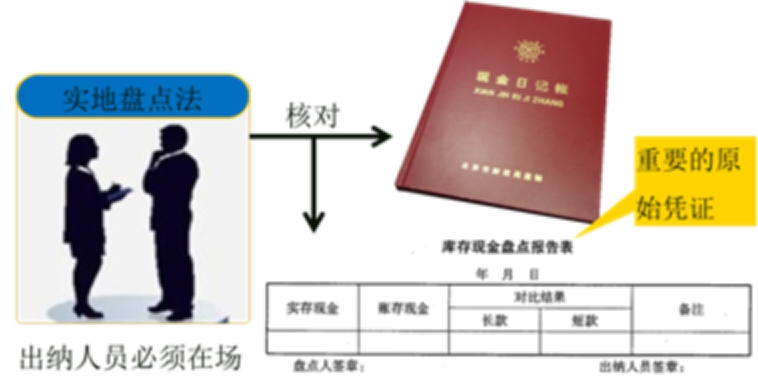 实地盘点法
核对
现金日记帐
XIAN JIN RI JI ZHANG
重要的原
始凭证
库存现金盘点报告表
年 月 日
实存现金 账存现金 对比结果 备注
长款 短款
盘点人签章： 出纳人员签章：
出纳人员必须在场